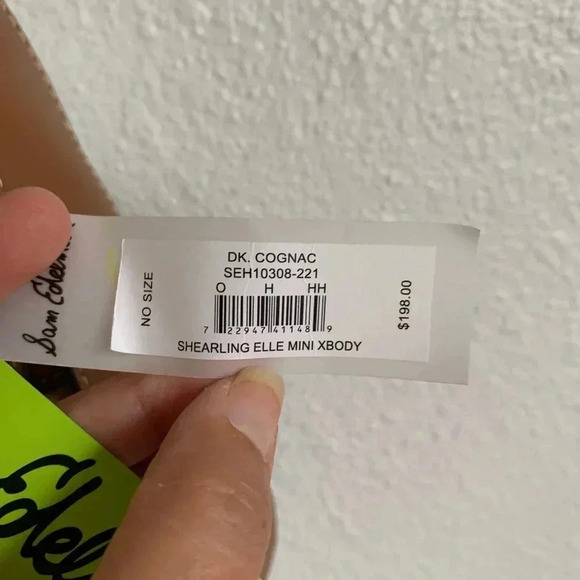 Sam Edelman
NO SIZE
DK. COGNAC
SEH10308-221
O H HH
7 22947 41148 9
SHEARLING ELLE MINI XBODY
$198.00
Edel